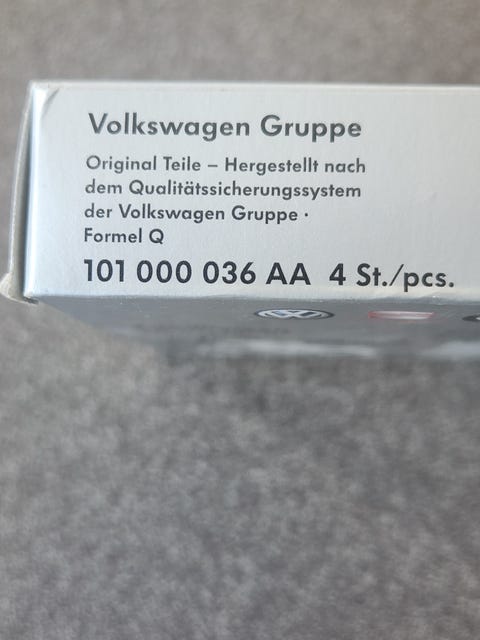 Volkswagen Gruppe
Original Teile – Hergestellt nach
dem Qualitätssicherungssystem
der Volkswagen Gruppe ·
Formel Q
101 000 036 AA 4 St./pcs.